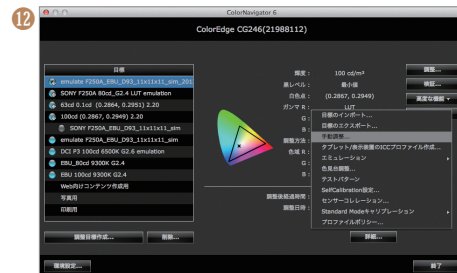 12
ColorNavigator 6
ColorEdge CG246(21988112)
目標
emulate F250A_EBU_D93_11x11x11_sim_201
SONY F250A 80cd_G2.4 LUT emulation
63cd 0.1cd (0.2864, 0.2951) 2.20
100cd (0.2867, 0.2949) 2.20
SONY F250A_EBU_D93_11x11x11_sim
emulate F250A_EBU_D93_11x11x11_sim
DCI P3 100cd 6500K G2.6 emulation
EBU_80cd 9300K G2.4
EBU 100cd 9300K G2.4
Web向けコンテンツ作成用
写真用
印刷用
調整目標作成...
削除...
輝度: 100 cd/m²
黒レベル: 最小値
白色点: (0.2867, 0.2949)
ガンマ R: LUT
G:
B:
調整方法:
色域 R:
G:
B:
調整後経過時間:
調整日時:
調整...
検証...
高度な機能
目標のインポート...
目標のエクスポート...
手動調整...
タブレット/表示装置のICCプロファイル作成...
エミュレーション
色見台調整...
テストパターン
SelfCalibration設定...
センサーコレレーション...
Standard Modeキャリブレーション
プロファイルポリシー...
詳細...
環境設定...
終了